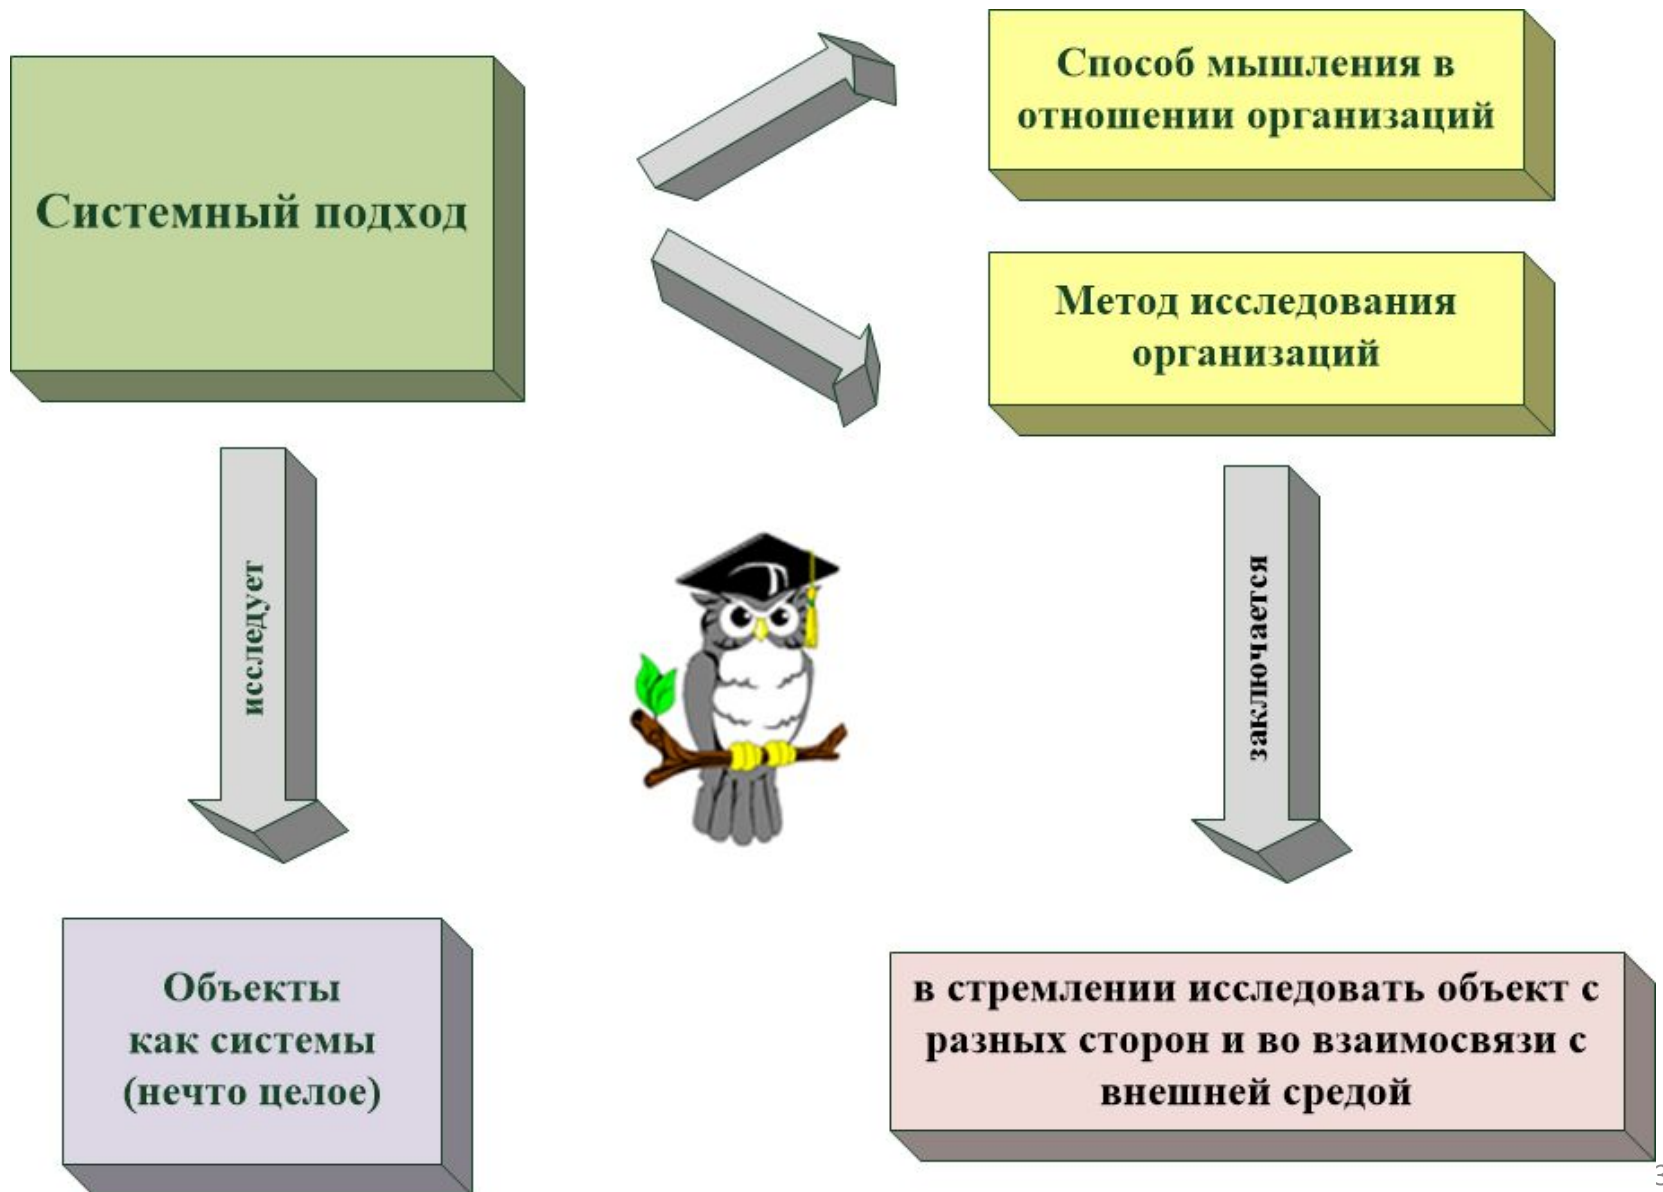 Системный подход
Способ мышления в
отношении организаций
Метод исследования
организаций
исследует
заключается
Объекты
как системы
(нечто целое)
в стремлении исследовать объект с
разных сторон и во взаимосвязи с
внешней средой